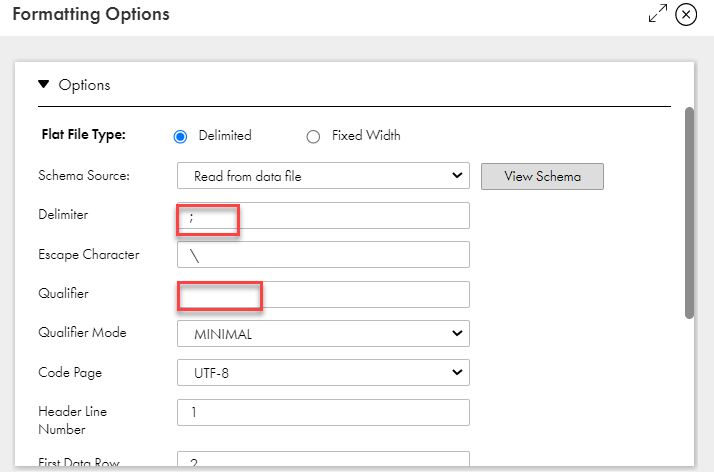 Formatting Options
Options
Flat File Type: Delimited Fixed Width
Schema Source: Read from data file View Schema
Delimiter ;
Escape Character \
Qualifier
Qualifier Mode MINIMAL
Code Page UTF-8
Header Line
Number 1
First Data Row 2